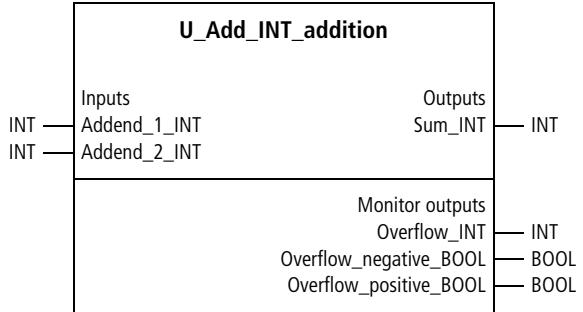 U_Add_INT_addition
Inputs Outputs
INT Addend_1_INT Sum_INT INT
INT Addend_2_INT
Monitor outputs
Overflow_INT INT
Overflow_negative_BOOL BOOL
Overflow_positive_BOOL BOOL